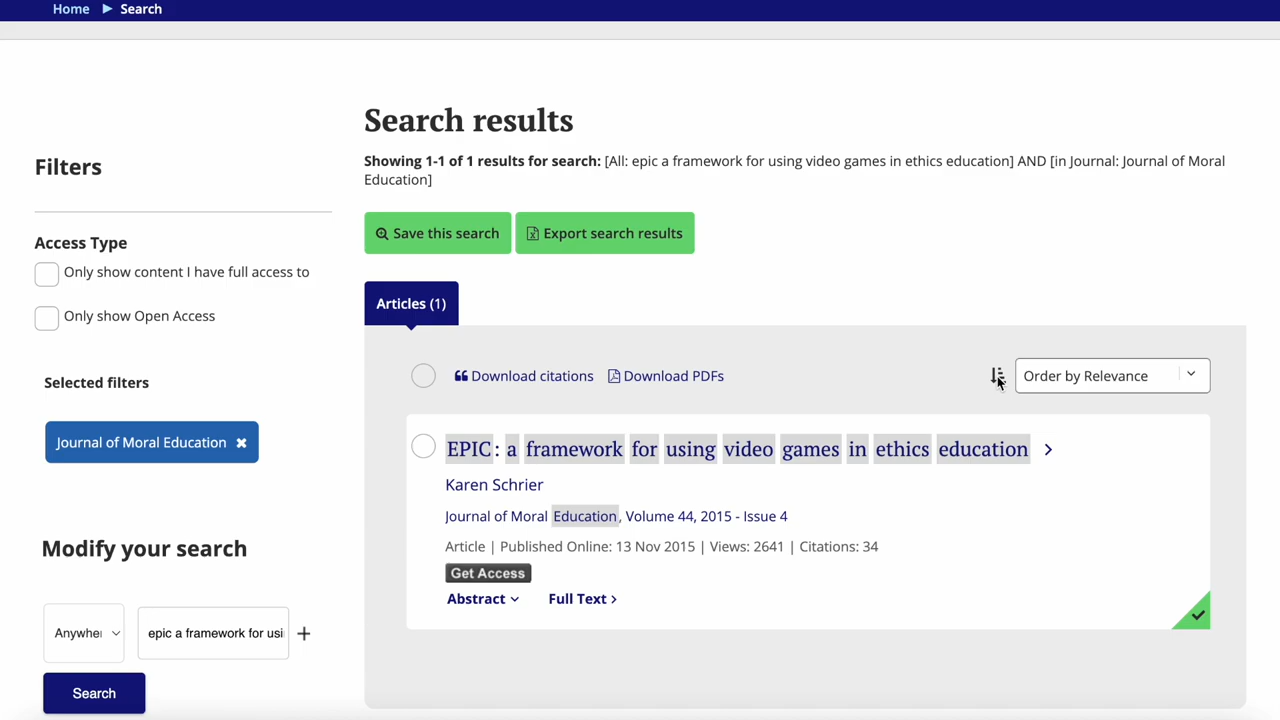 Home ▶ Search
Search results
Showing 1-1 of 1 results for search: [All: epic a framework for using video games in ethics education] AND [in Journal: Journal of Moral
Education]
Save this search
Export search results
Filters
Access Type
Only show content I have full access to
Only show Open Access
Selected filters
Journal of Moral Education ✖
Modify your search
Anywhe
epic a framework for usi
Search
Articles (1)
Download citations
Download PDFs
Order by Relevance
EPIC: a framework for using video games in ethics education
Karen Schrier
Journal of Moral Education, Volume 44, 2015 - Issue 4
Article | Published Online: 13 Nov 2015 | Views: 2641 | Citations: 34
Get Access
Abstract
Full Text